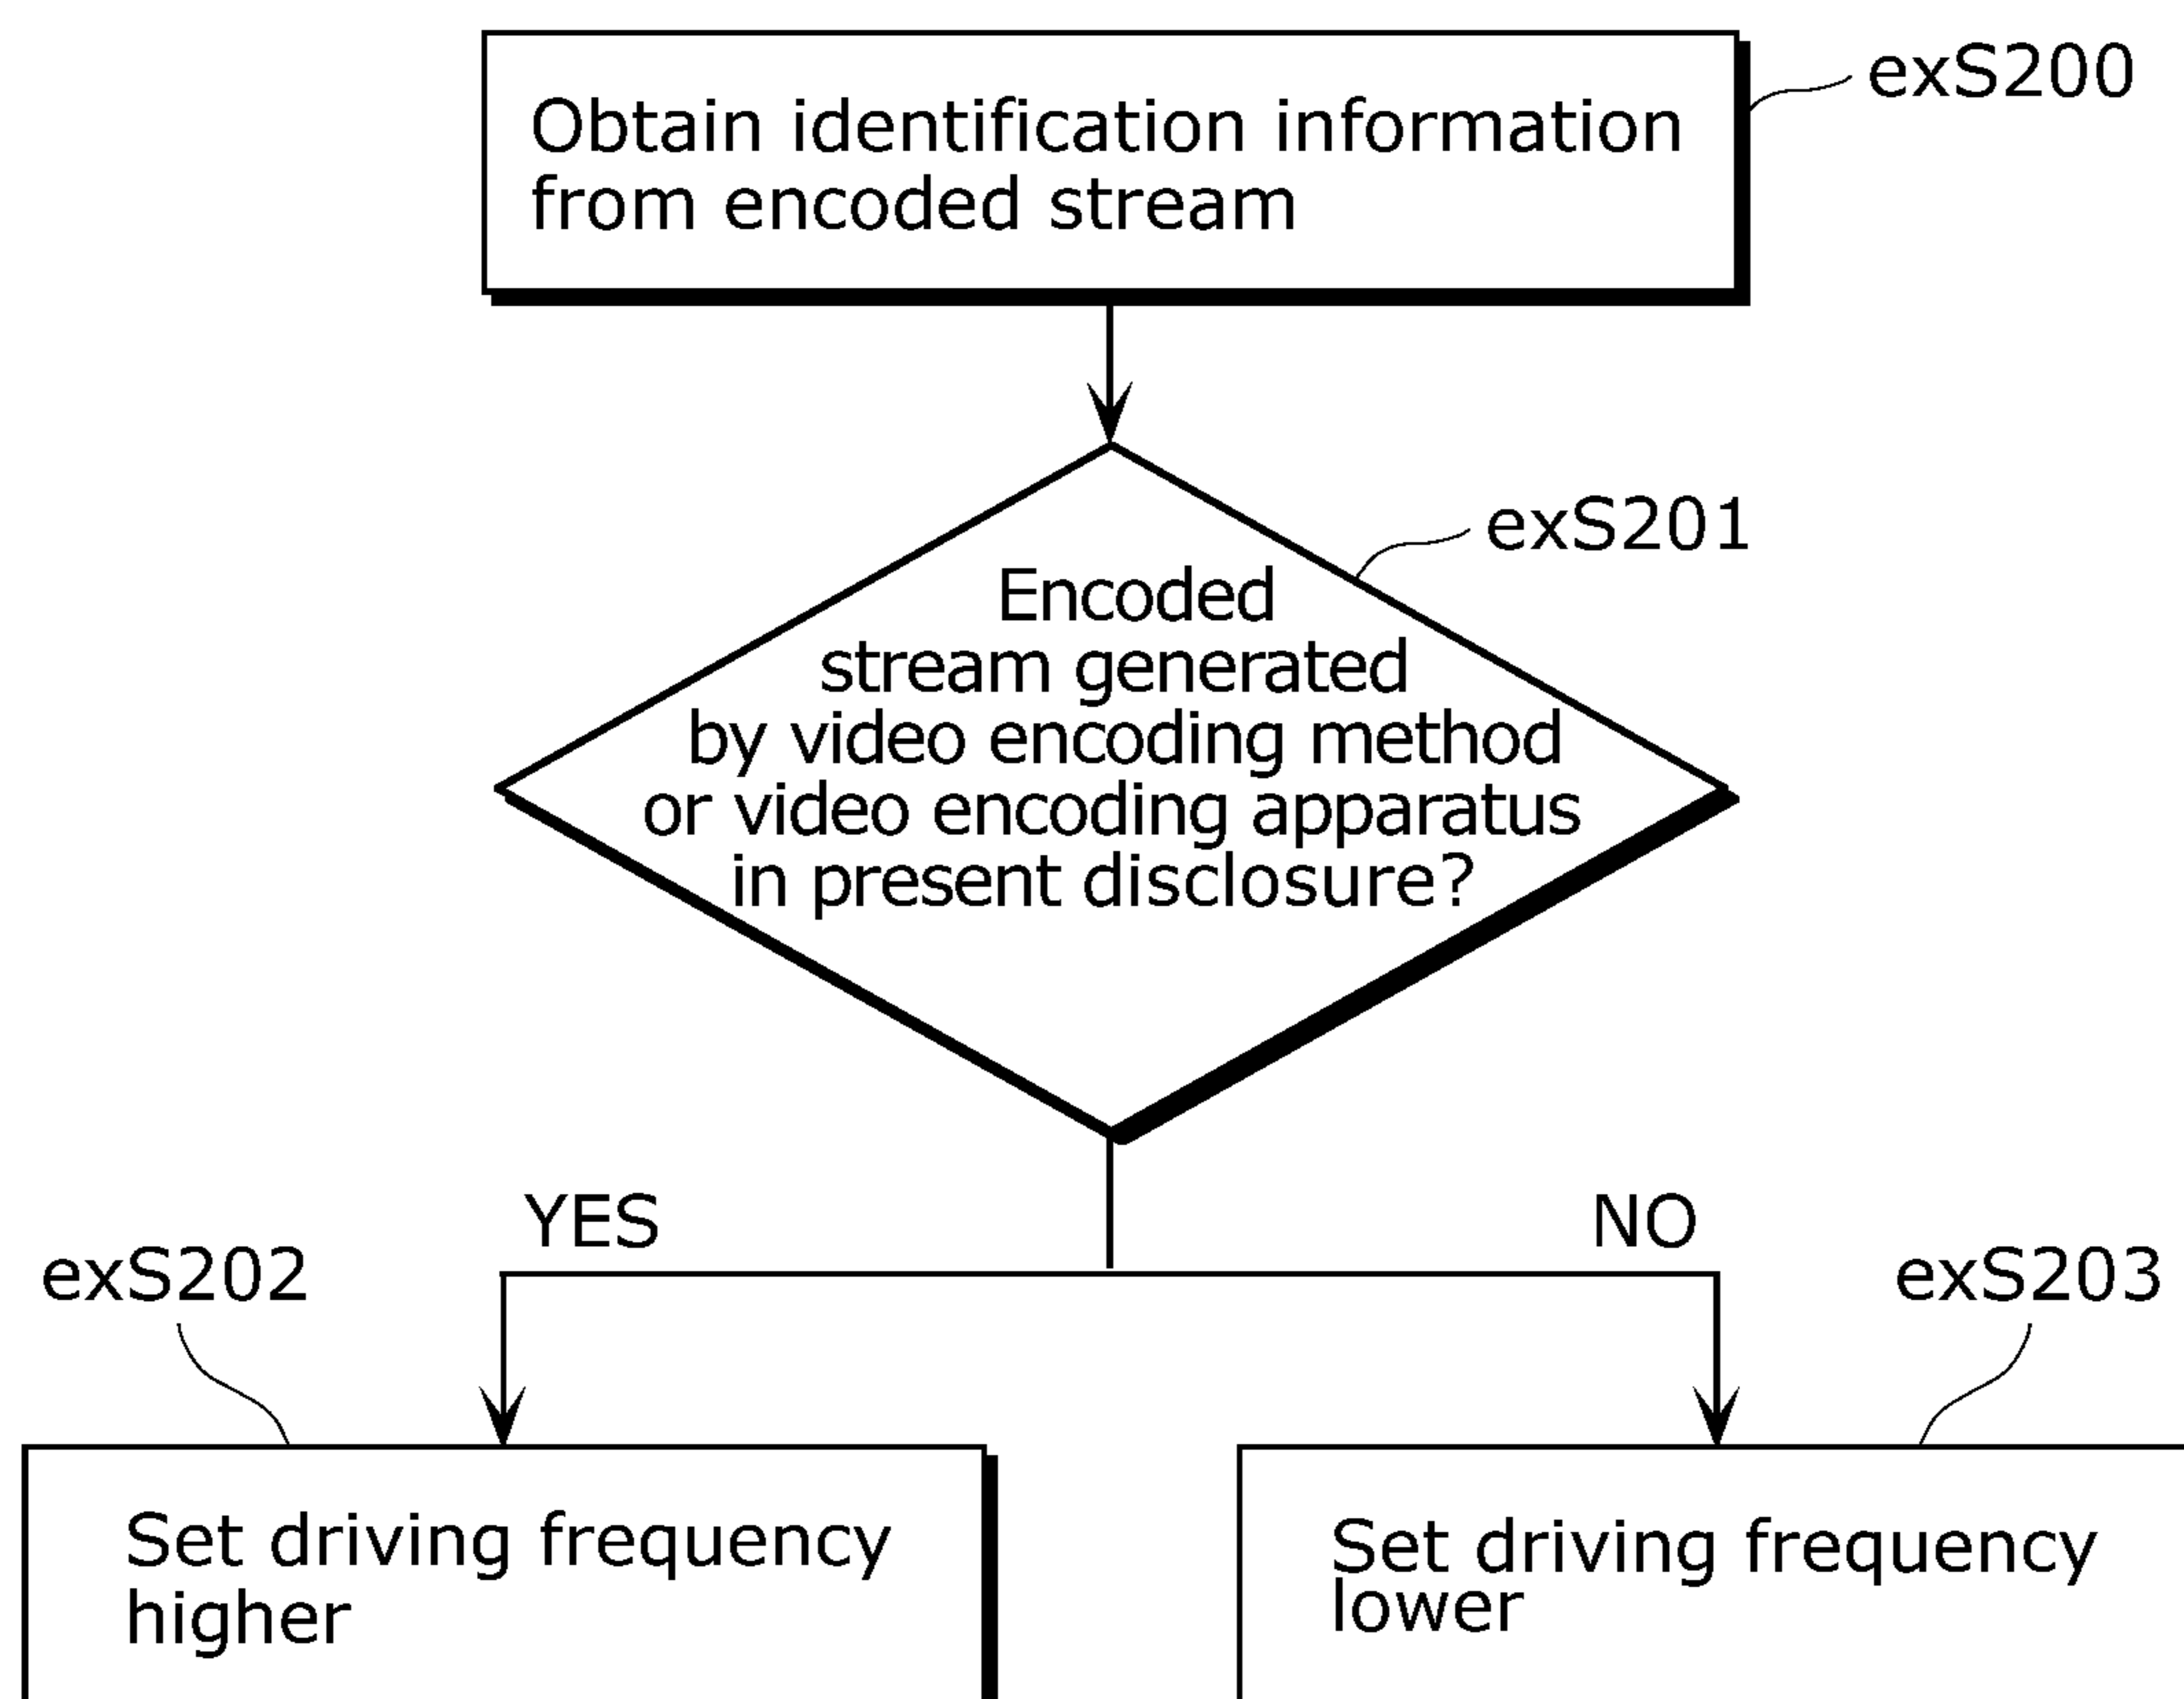 exS200
Obtain identification information
from encoded stream
exS201
Encoded
stream generated
by video encoding method
or video encoding apparatus
in present disclosure?
YES
NO
exS202
exS203
Set driving frequency
higher
Set driving frequency
lower